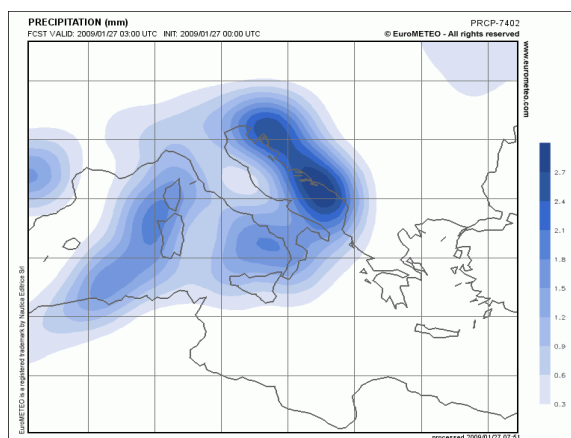 PRECIPITATION (mm)
PRCP-7402
FCST VALID: 2009/01/27 03:00 UTC INIT: 2009/01/27 00:00 UTC
© EuroMETEO - All rights reserved
www.eurometeo.com
2.7
2.4
2.1
1.8
1.5
1.2
0.9
0.6
0.3
EuroMETEO is a registered trademark by Nautica Editrice Srl
processed 2009/01/27 07:51